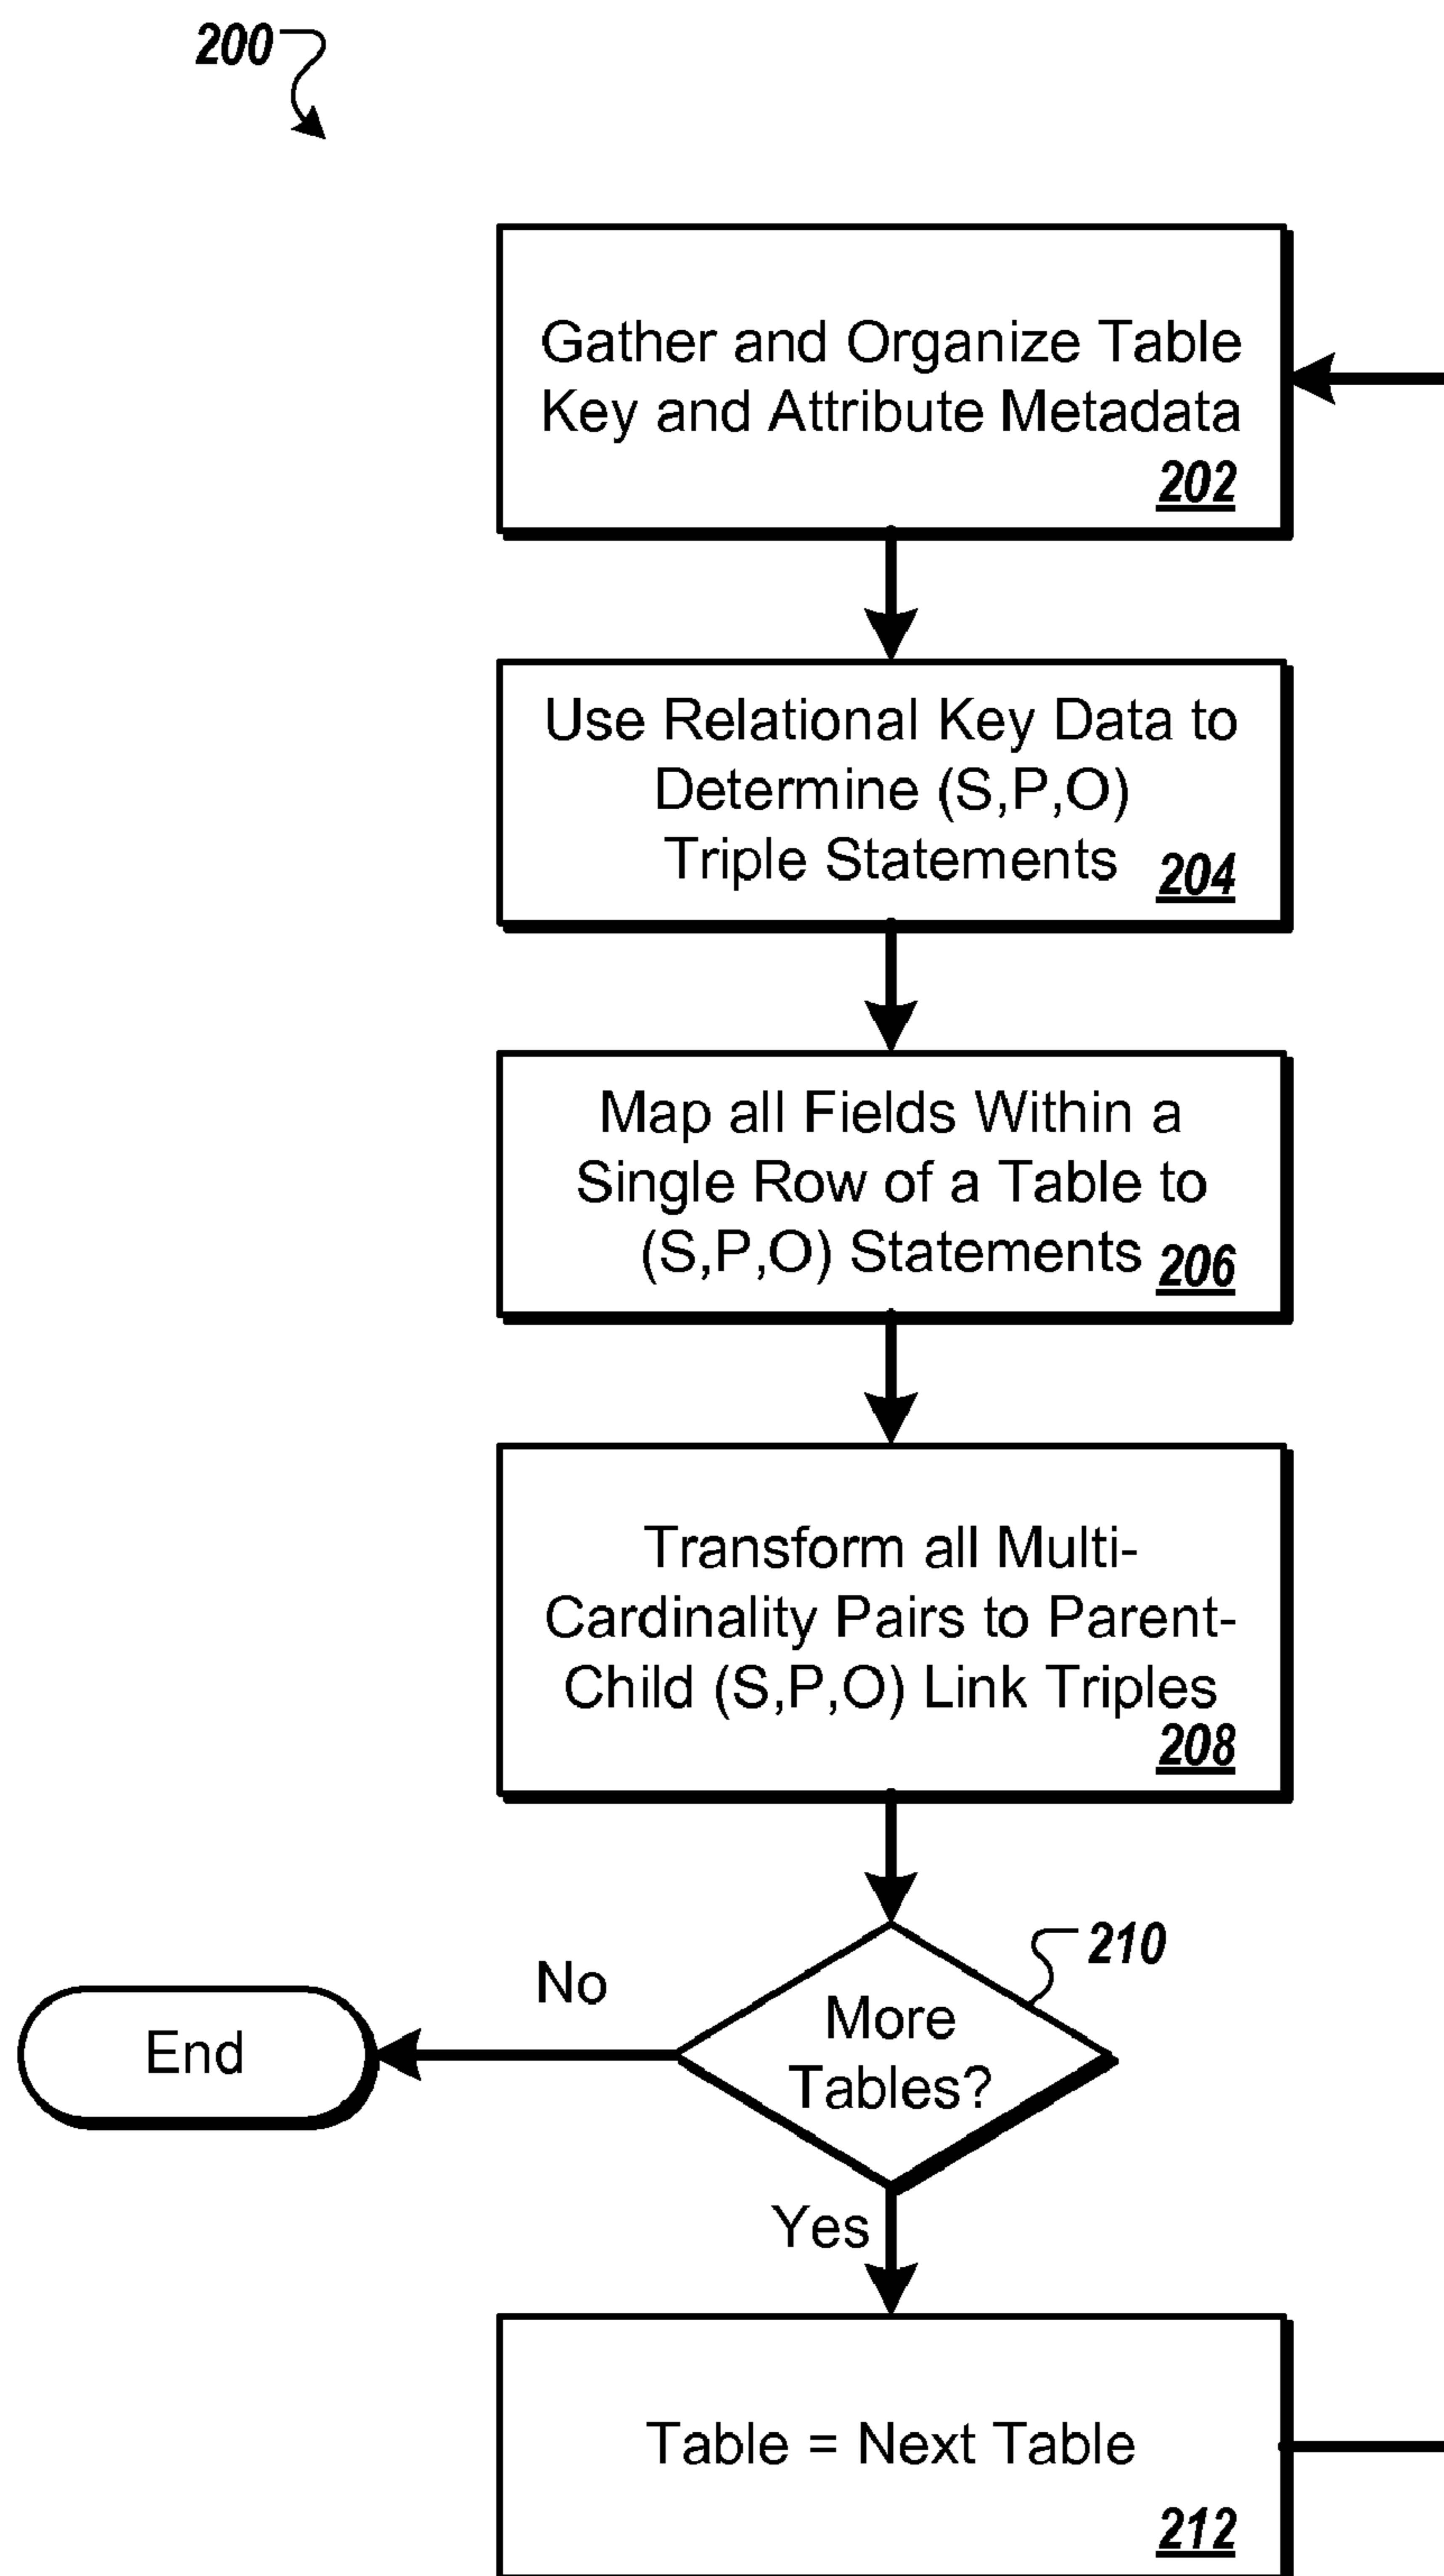 200
Gather and Organize Table
Key and Attribute Metadata
202
Use Relational Key Data to
Determine (S,P,O)
Triple Statements 204
Map all Fields Within a
Single Row of a Table to
(S,P,O) Statements 206
Transform all Multi-
Cardinality Pairs to Parent-
Child (S,P,O) Link Triples
208
210
No
More
End
Tables?
Yes
Table = Next Table
212